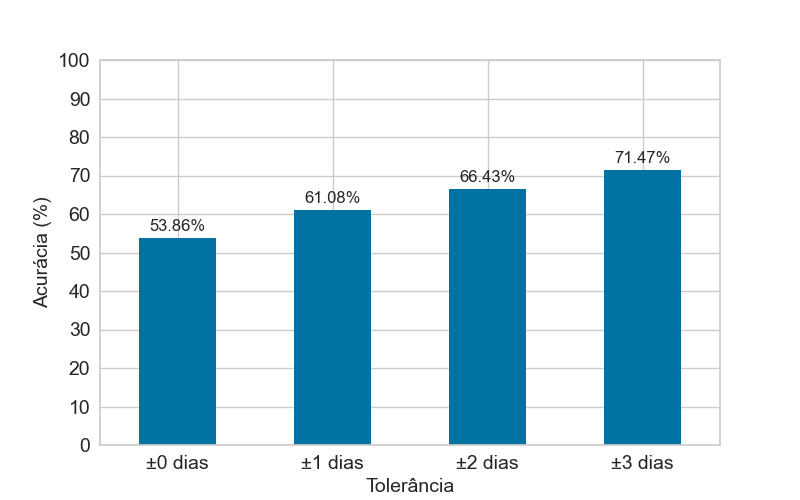 100
90
80
70
60
50
40
30
20
10
0
Acurácia (%)
53.86%
61.08%
66.43%
71.47%
±0 dias
±1 dias
±2 dias
±3 dias
Tolerância